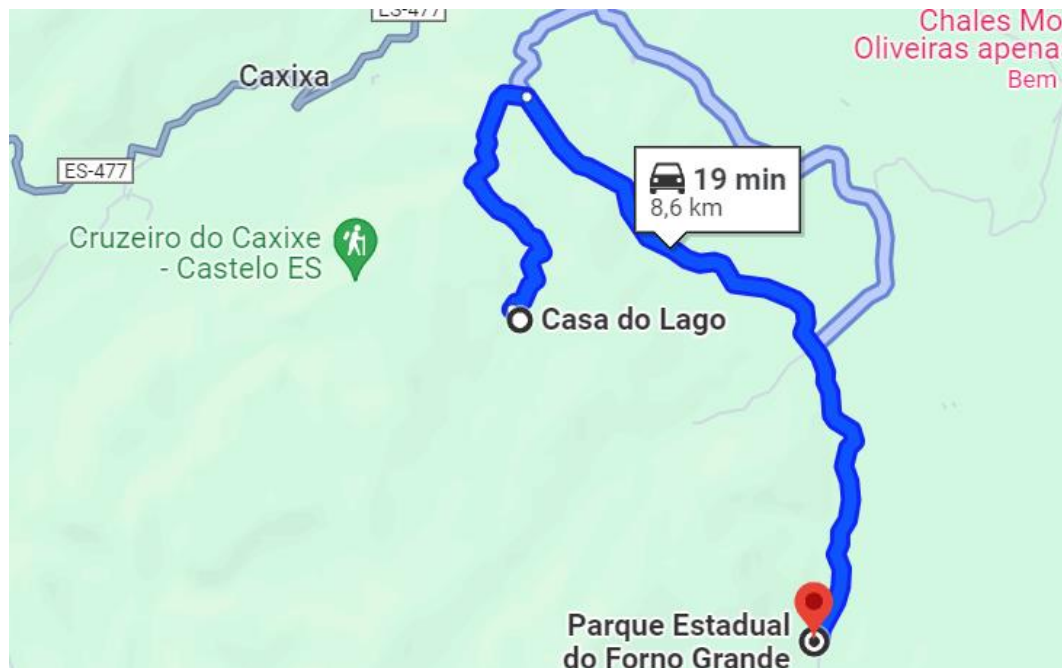 ES-477
Chales Mo
Oliveiras apena
Bem
Caxixa
ES-477
19 min
8,6 km
Cruzeiro do Caxixe
- Castelo ES
Casa do Lago
Parque Estadual
do Forno Grande